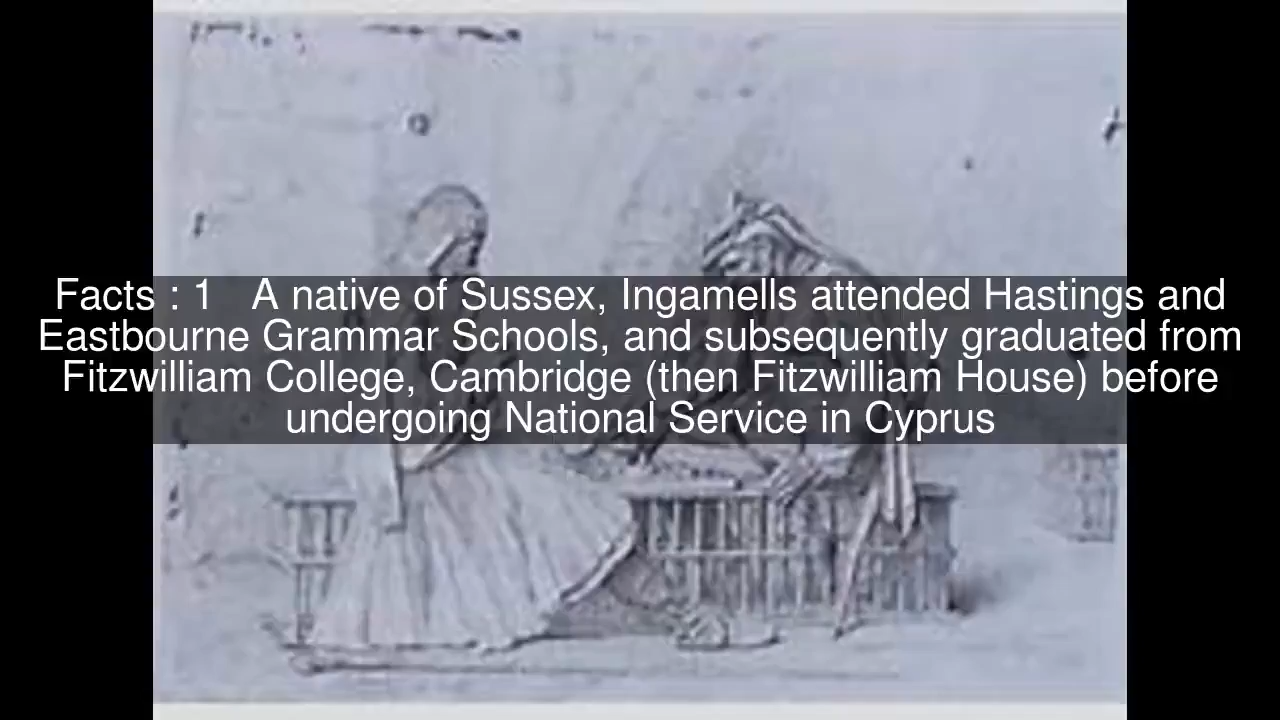 Facts : 1 A native of Sussex, Ingamells attended Hastings and
Eastbourne Grammar Schools, and subsequently graduated from
Fitzwilliam College, Cambridge (then Fitzwilliam House) before
undergoing National Service in Cyprus